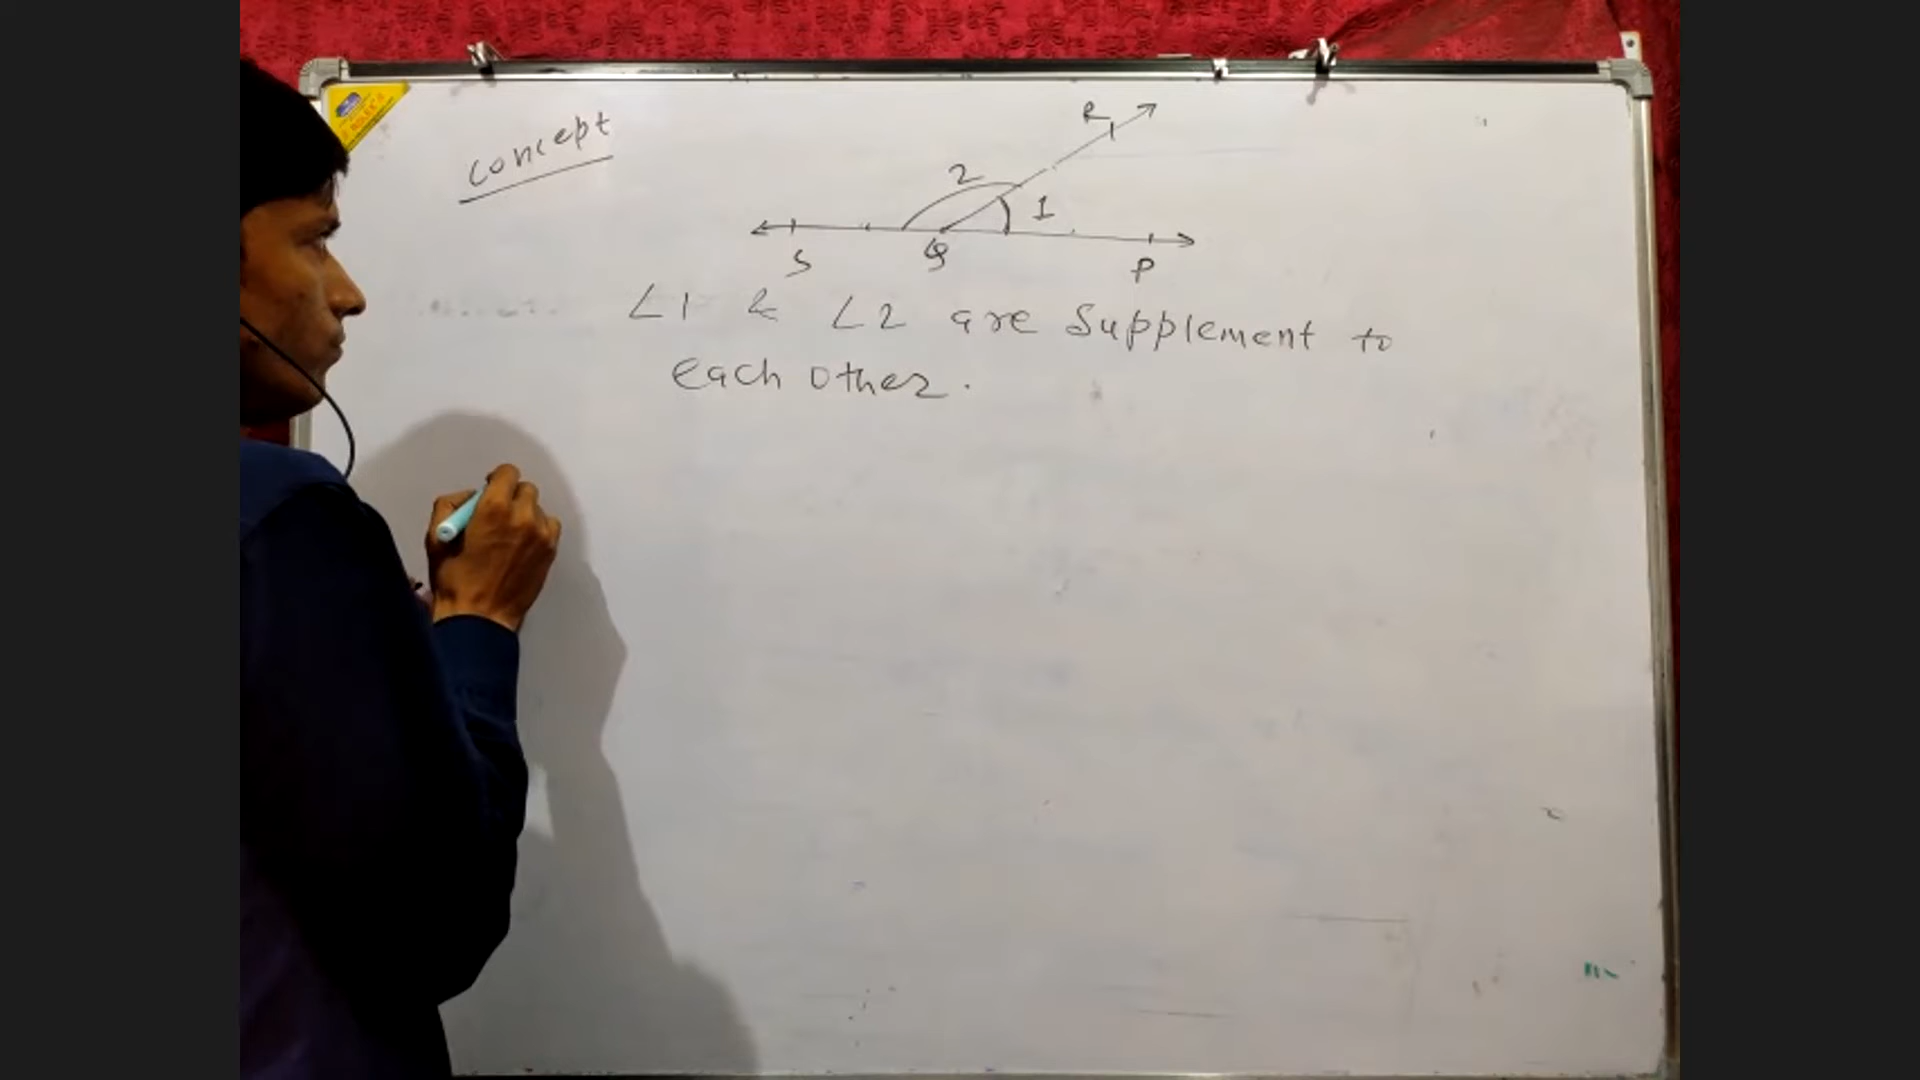 concept
R
2
1
S Q P
∠1 & ∠2 are Supplement to
each other.